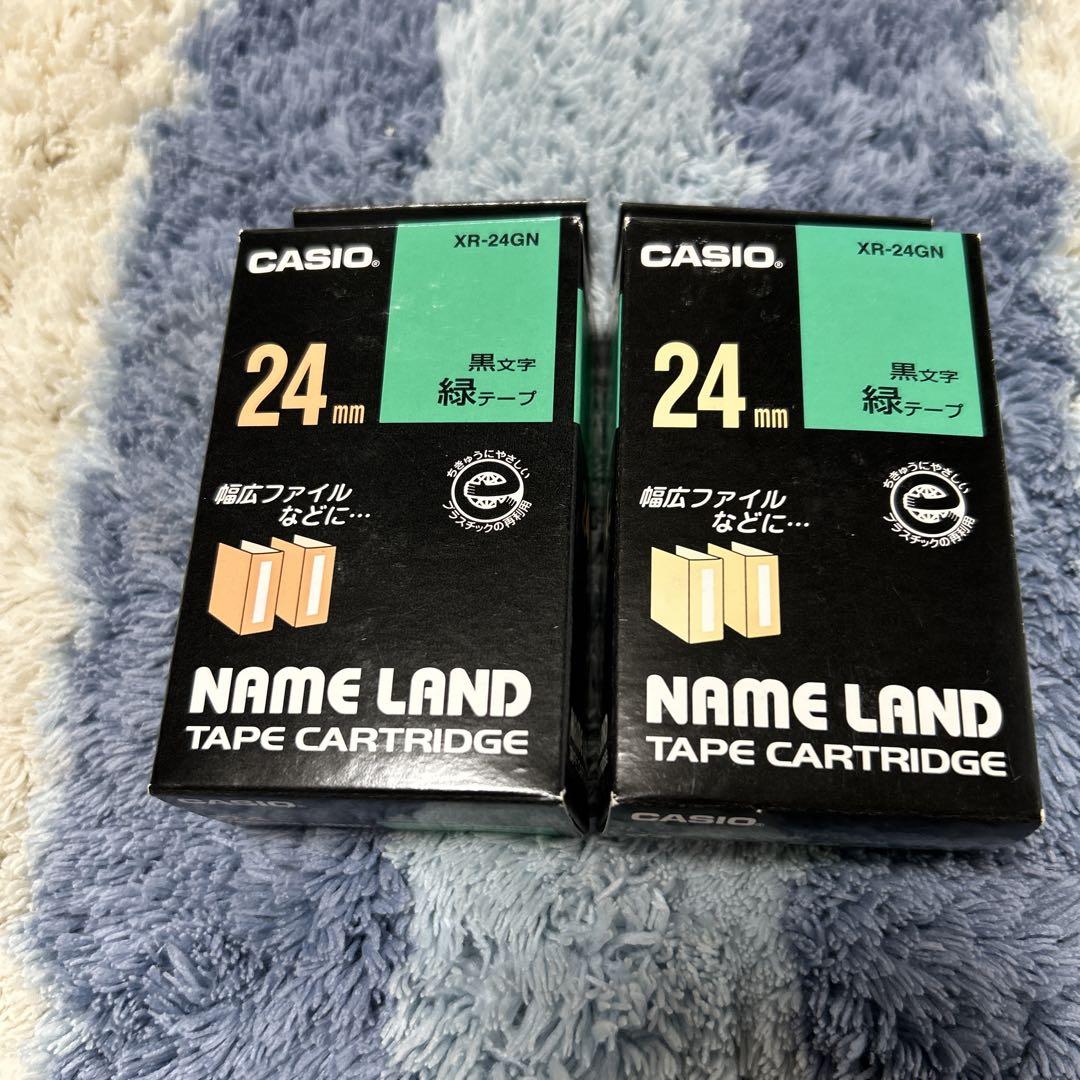 CASIO®
XR-24GN
24mm
黒文字
緑テープ
幅広ファイル
などに…
ちきゅうにやさしい
e
プラスチックの再利用
NAME LAND
TAPE CARTRIDGE
CASIO
CASIO®
XR-24GN
24mm
黒文字
緑テープ
幅広ファイル
などに…
ちきゅうにやさしい
e
プラスチックの再利用
NAME LAND
TAPE CARTRIDGE
CASIO